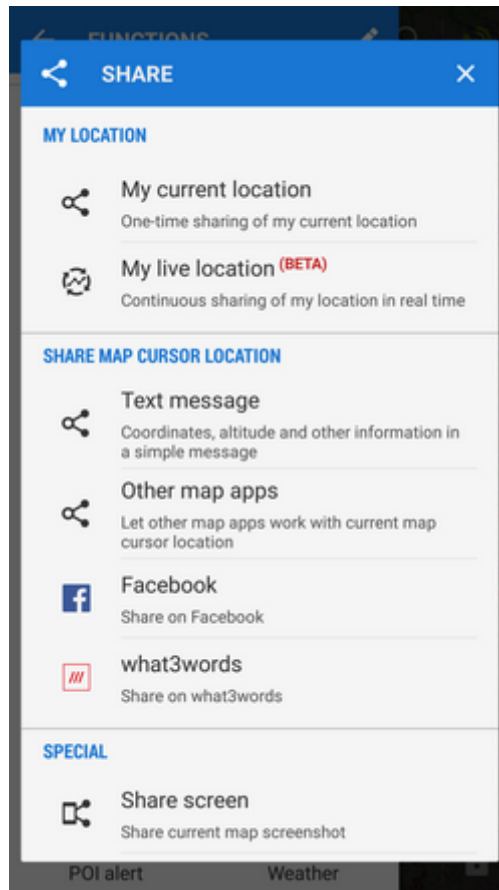 FUNCTIONS
SHARE
MY LOCATION
My current location
One-time sharing of my current location
My live location (BETA)
Continuous sharing of my location in real time
SHARE MAP CURSOR LOCATION
Text message
Coordinates, altitude and other information in
a simple message
Other map apps
Let other map apps work with current map
cursor location
Facebook
Share on Facebook
what3words
Share on what3words
SPECIAL
Share screen
Share current map screenshot
POI alert
Weather